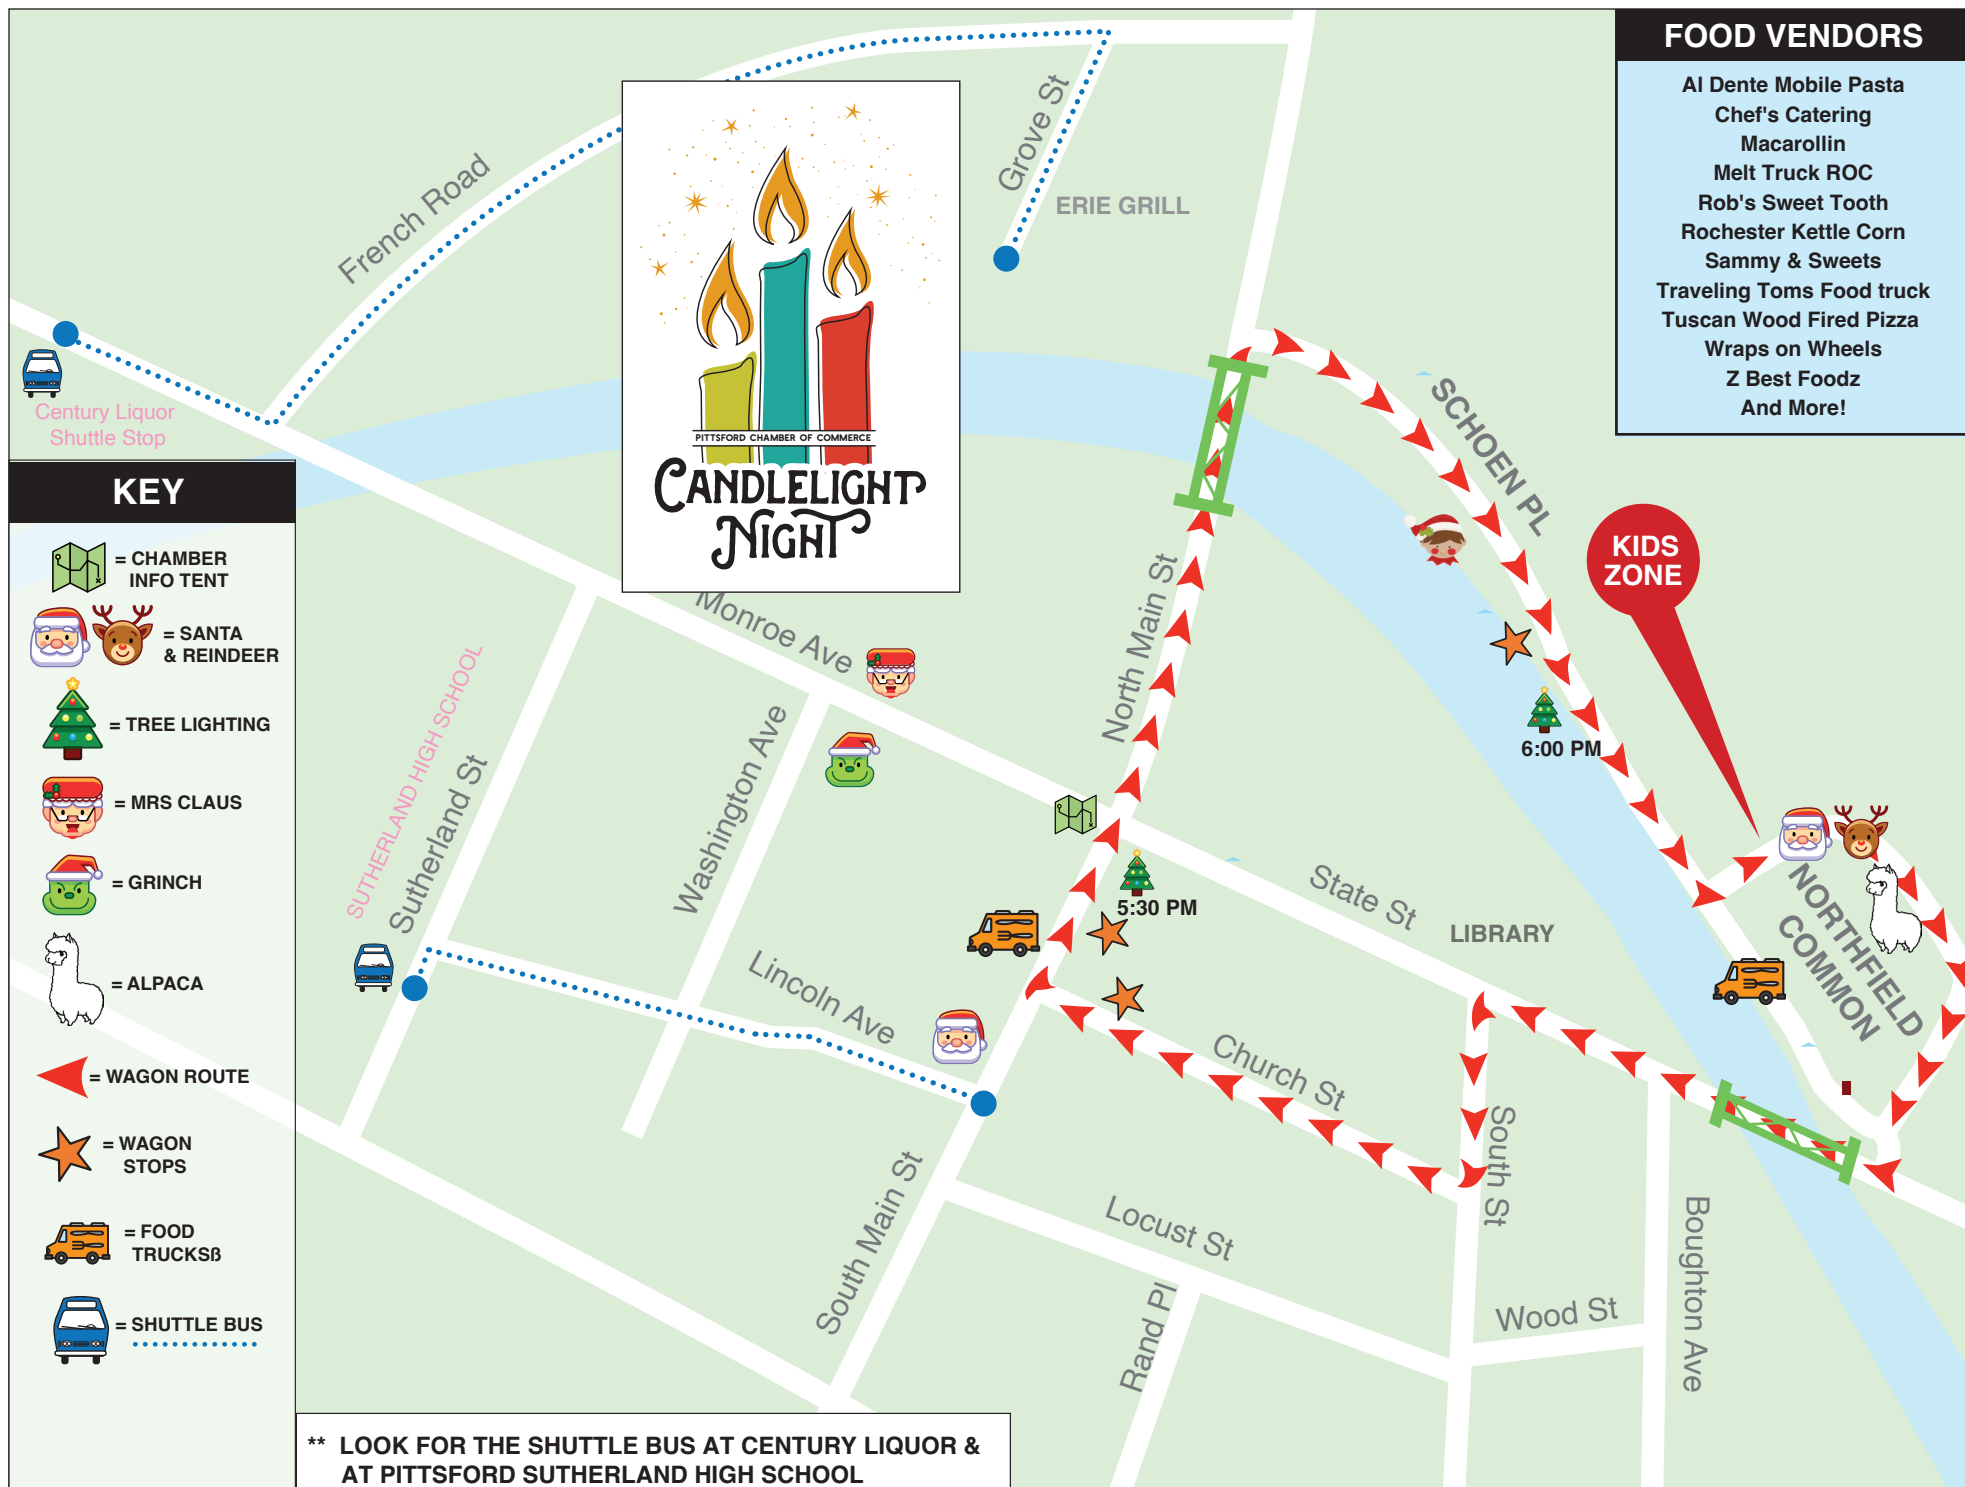 FOOD VENDORS
Al Dente Mobile Pasta
Chef's Catering
Macarollin
Melt Truck ROC
Rob's Sweet Tooth
Rochester Kettle Corn
Sammy & Sweets
Traveling Toms Food truck
Tuscan Wood Fired Pizza
Wraps on Wheels
Z Best Foodz
And More!
French Road
Grove St
ERIE GRILL
Century Liquor
Shuttle Stop
PITTSFORD CHAMBER OF COMMERCE
CANDLELIGHT
NIGHT
SCHOEN PL
KIDS
ZONE
KEY
= CHAMBER
INFO TENT
= SANTA
& REINDEER
= TREE LIGHTING
= MRS CLAUS
= GRINCH
= ALPACA
= WAGON ROUTE
= WAGON
STOPS
= FOOD
TRUCKSß
= SHUTTLE BUS
Monroe Ave
North Main St
SUTHERLAND HIGH SCHOOL
Sutherland St
Washington Ave
6:00 PM
5:30 PM
State St
LIBRARY
NORTHFIELD
COMMON
Lincoln Ave
Church St
South St
South Main St
Locust St
Rand Pl
Wood St
Boughton Ave
** LOOK FOR THE SHUTTLE BUS AT CENTURY LIQUOR &
AT PITTSFORD SUTHERLAND HIGH SCHOOL